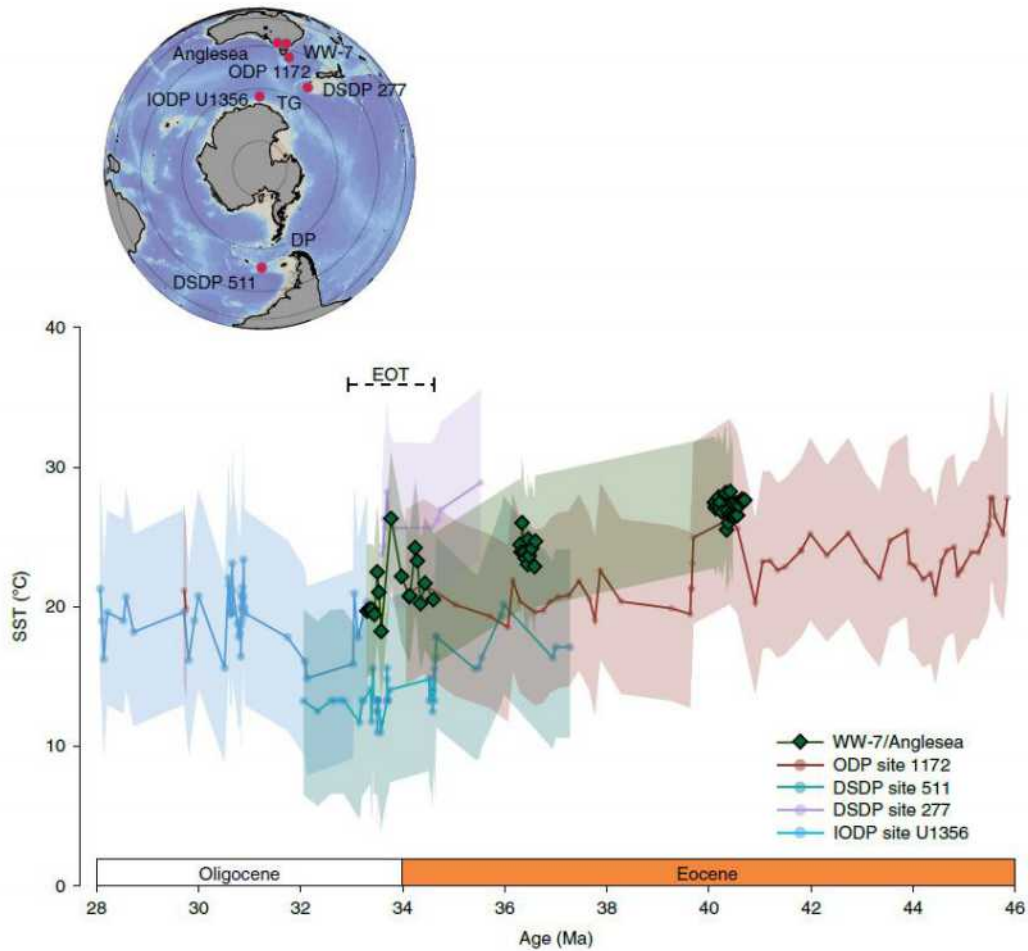 Anglesea WW-7
ODP 1172
DSDP 277
IODP U1356 TG
DP
DSDP 511
40
EOT
30
20
10
0
SST (°C)
WW-7/Anglesea
ODP site 1172
DSDP site 511
DSDP site 277
IODP site U1356
Oligocene Eocene
28 30 32 34 36 38 40 42 44 46
Age (Ma)